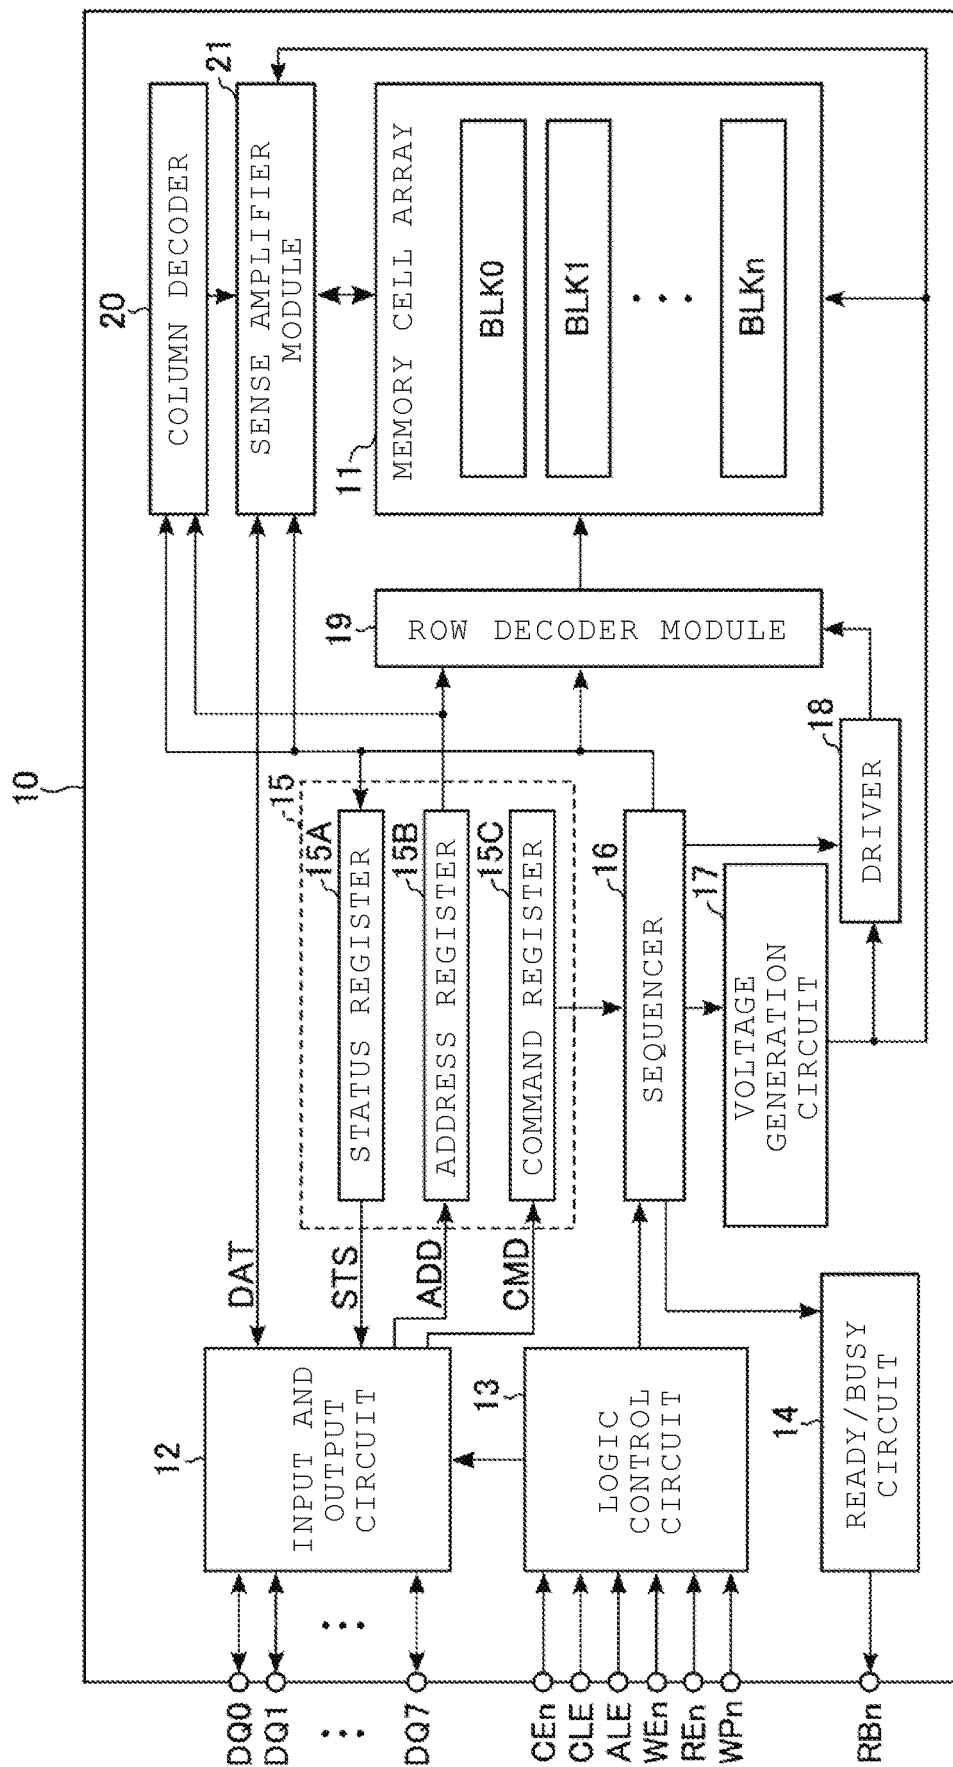 10
DQ0
DQ1
DQ7
CEn
CLE
ALE
WEn
REn
WPn
RBn
12
INPUT AND
OUTPUT
CIRCUIT
13
LOGIC
CONTROL
CIRCUIT
14
READY/BUSY
CIRCUIT
DAT
STS
ADD
CMD
15
15A
STATUS REGISTER
15B
ADDRESS REGISTER
15C
COMMAND REGISTER
16
SEQUENCER
17
VOLTAGE
GENERATION
CIRCUIT
18
DRIVER
19
ROW DECODER MODULE
20
COLUMN DECODER
21
SENSE AMPLIFIER
MODULE
11
MEMORY CELL ARRAY
BLK0
BLK1
BLKn